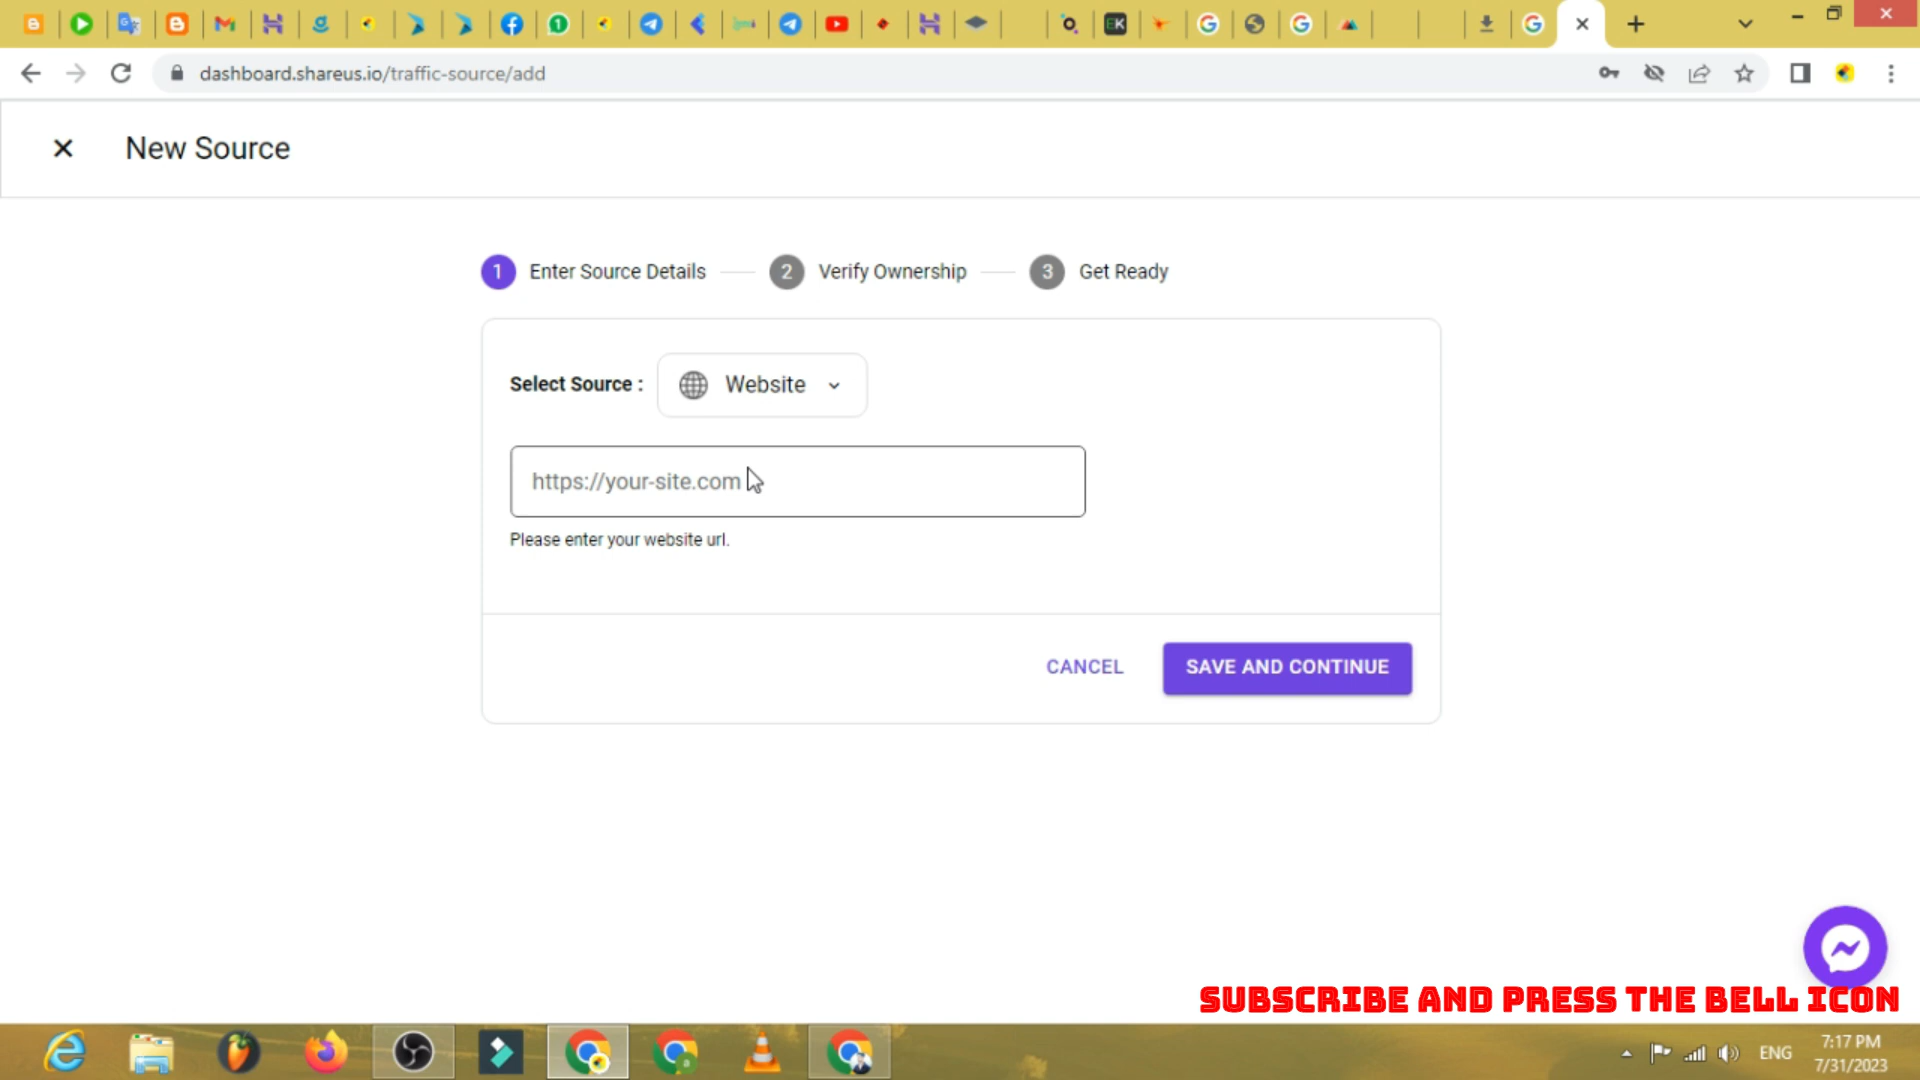 dashboard.shareus.io/traffic-source/add
New Source
1 Enter Source Details 2 Verify Ownership 3 Get Ready
Select Source : Website
https://your-site.com
Please enter your website url.
CANCEL SAVE AND CONTINUE
SUBSCRIBE AND PRESS THE BELL ICON
ENG 7:17 PM
7/31/2023